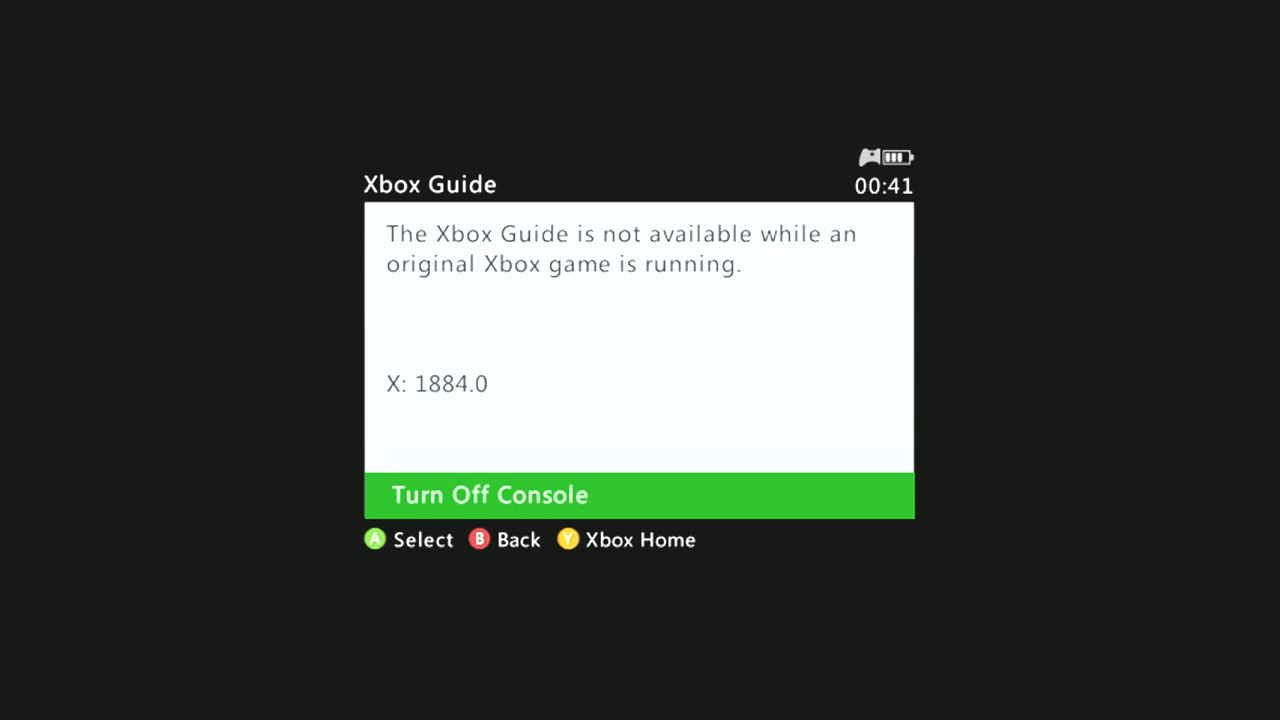 00:41
Xbox Guide
The Xbox Guide is not available while an
original Xbox game is running.
X: 1884.0
Turn Off Console
A Select B Back Y Xbox Home